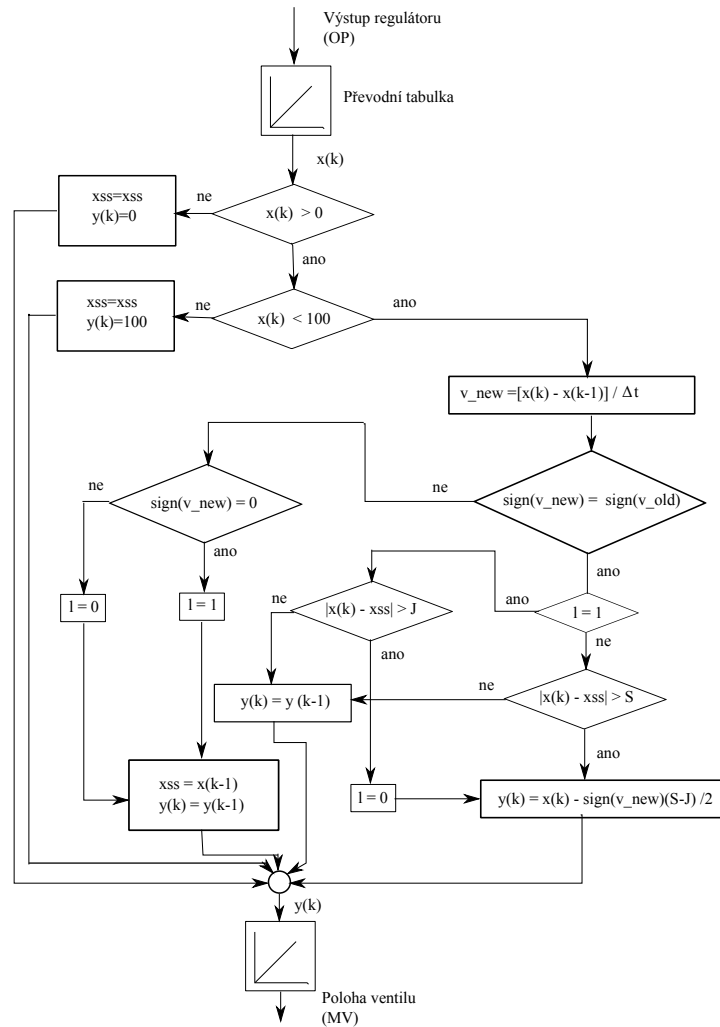 Výstup regulátoru
(OP)
Převodní tabulka
x(k)
xss=xss
y(k)=0
ne
x(k) > 0
ano
xss=xss
y(k)=100
ne
x(k) < 100
ano
v_new =[x(k) - x(k-1)] / Δt
ne
sign(v_new) = 0
ne
sign(v_new) = sign(v_old)
ano
ano
l = 0
l = 1
ne
|x(k) - xss| > J
ano
l = 1
ano
ne
y(k) = y (k-1)
ne
|x(k) - xss| > S
ano
xss = x(k-1)
y(k) = y(k-1)
l = 0
y(k) = x(k) - sign(v_new)(S-J) /2
y(k)
Poloha ventilu
(MV)